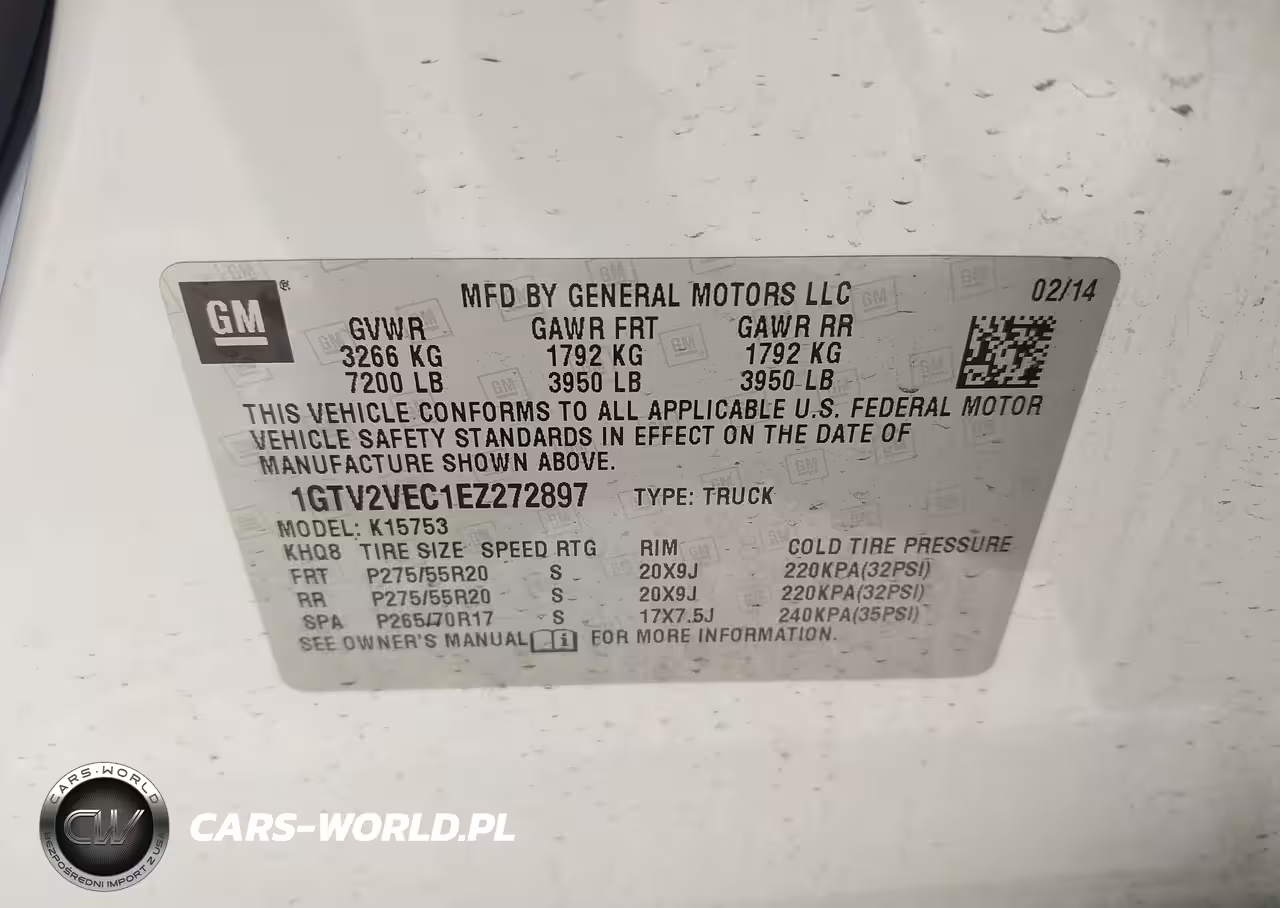 GM ®
MFD BY GENERAL MOTORS LLC 02/14
GVWR GAWR FRT GAWR RR
3266 KG 1792 KG 1792 KG
7200 LB 3950 LB 3950 LB
THIS VEHICLE CONFORMS TO ALL APPLICABLE U.S. FEDERAL MOTOR
VEHICLE SAFETY STANDARDS IN EFFECT ON THE DATE OF
MANUFACTURE SHOWN ABOVE.
1GTV2VEC1EZ272897 TYPE: TRUCK
MODEL: K15753
KHQ8 TIRE SIZE SPEED RTG RIM COLD TIRE PRESSURE
FRT P275/55R20 S 20X9J 220KPA(32PSI)
RR P275/55R20 S 20X9J 220KPA(32PSI)
SPA P265/70R17 S 17X7.5J 240KPA(35PSI)
SEE OWNER'S MANUAL FOR MORE INFORMATION.
CARS-WORLD
CW
BEZPOŚREDNI IMPORT Z USA
CARS-WORLD.PL